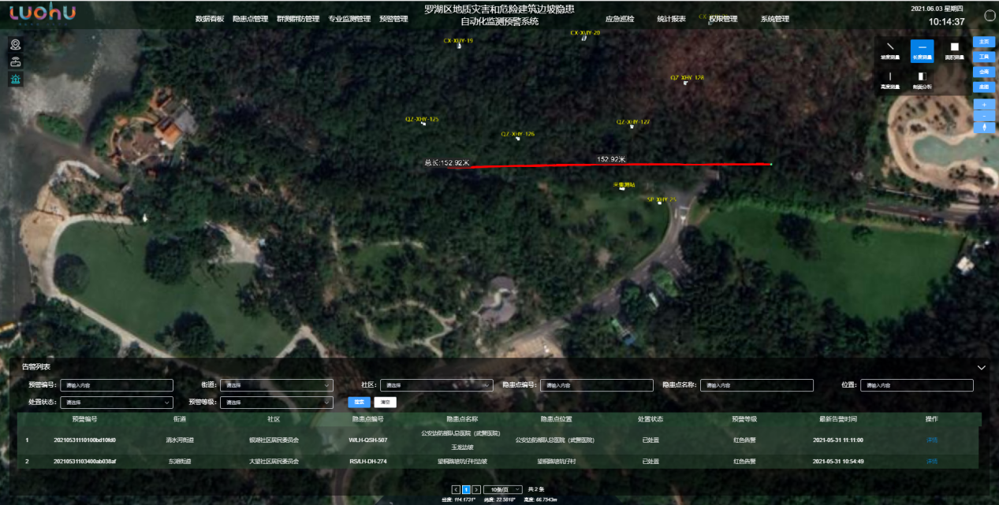 LUOHU
罗湖区地质灾害和危险建筑边坡隐患
自动化监测预警系统
数据看板 隐患点管理 群测群防管理 专业监测管理 预警管理
应急巡检 统计报表 权限管理 系统管理
2021.06.03 星期四
10:14:37
CX-XHY-19
CX-XHY-20
QZ-XHY-128
QZ-XHY-125
QZ-XHY-126
QZ-XHY-127
总长:152.92米
152.92米
采集测站
SP-XHY-25
坡度测量 长度测量 面积测量
高度测量 剖面分析
主页
工具
底图
+
-
告警列表
预警编号: 请输入内容 街道: 请选择 社区: 请选择 隐患点编号: 请输入内容 隐患点名称: 请输入内容 位置: 请输入内容
处置状态: 请选择 预警等级: 请选择 搜索 清空
预警编号 街道 社区 隐患点编号 隐患点名称 隐患点位置 处置状态 预警等级 最新告警时间 操作
1 20210531110100bd10fd0 清水河街道 银湖社区居民委员会 W/LH-QSH-507 公安边防部队总医院（武警医院）玉龙边坡 公安边防部队总医院（武警医院） 已处置 红色告警 2021-05-31 11:11:00 详情
2 20210531103400ab038af 东湖街道 大望社区居民委员会 RS/LH-DH-274 望桐路塘坑仔村边坡 望桐路塘坑仔村 已处置 红色告警 2021-05-31 10:54:49 详情
< 1 > 10条/页 共 2 条
经度: 114.1731° 纬度: 22.5818° 高度: 66.7543m